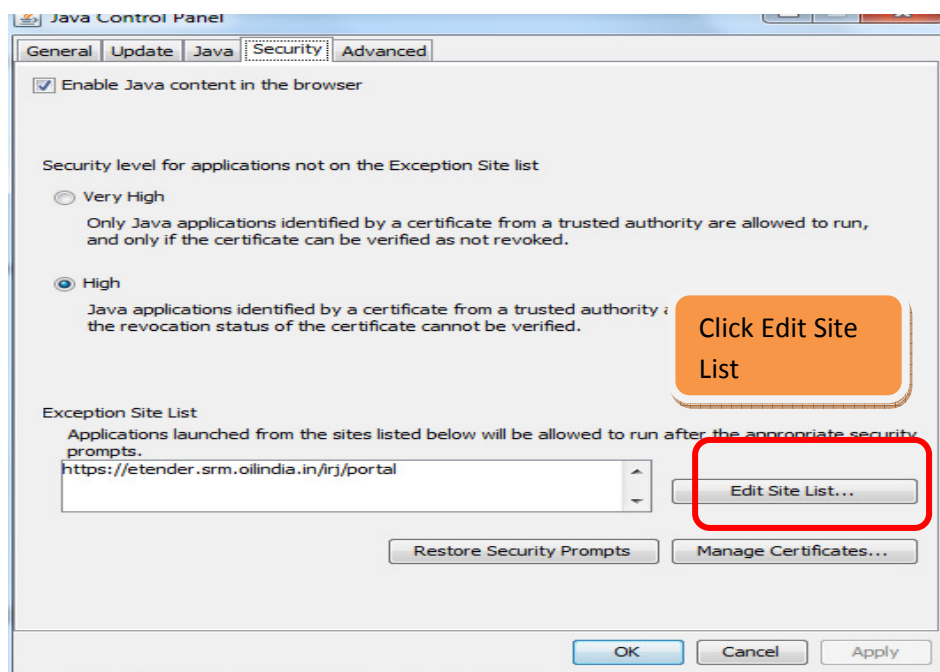 Java Control Panel
General Update Java Security Advanced
Enable Java content in the browser
Security level for applications not on the Exception Site list
Very High
Only Java applications identified by a certificate from a trusted authority are allowed to run,
and only if the certificate can be verified as not revoked.
High
Java applications identified by a certificate from a trusted authority
the revocation status of the certificate cannot be verified.
Click Edit Site
List
Exception Site List
Applications launched from the sites listed below will be allowed to run after the appropriate security
prompts.
https://etender.srm.oilindia.in/irj/portal
Edit Site List...
Restore Security Prompts Manage Certificates...
OK Cancel Apply